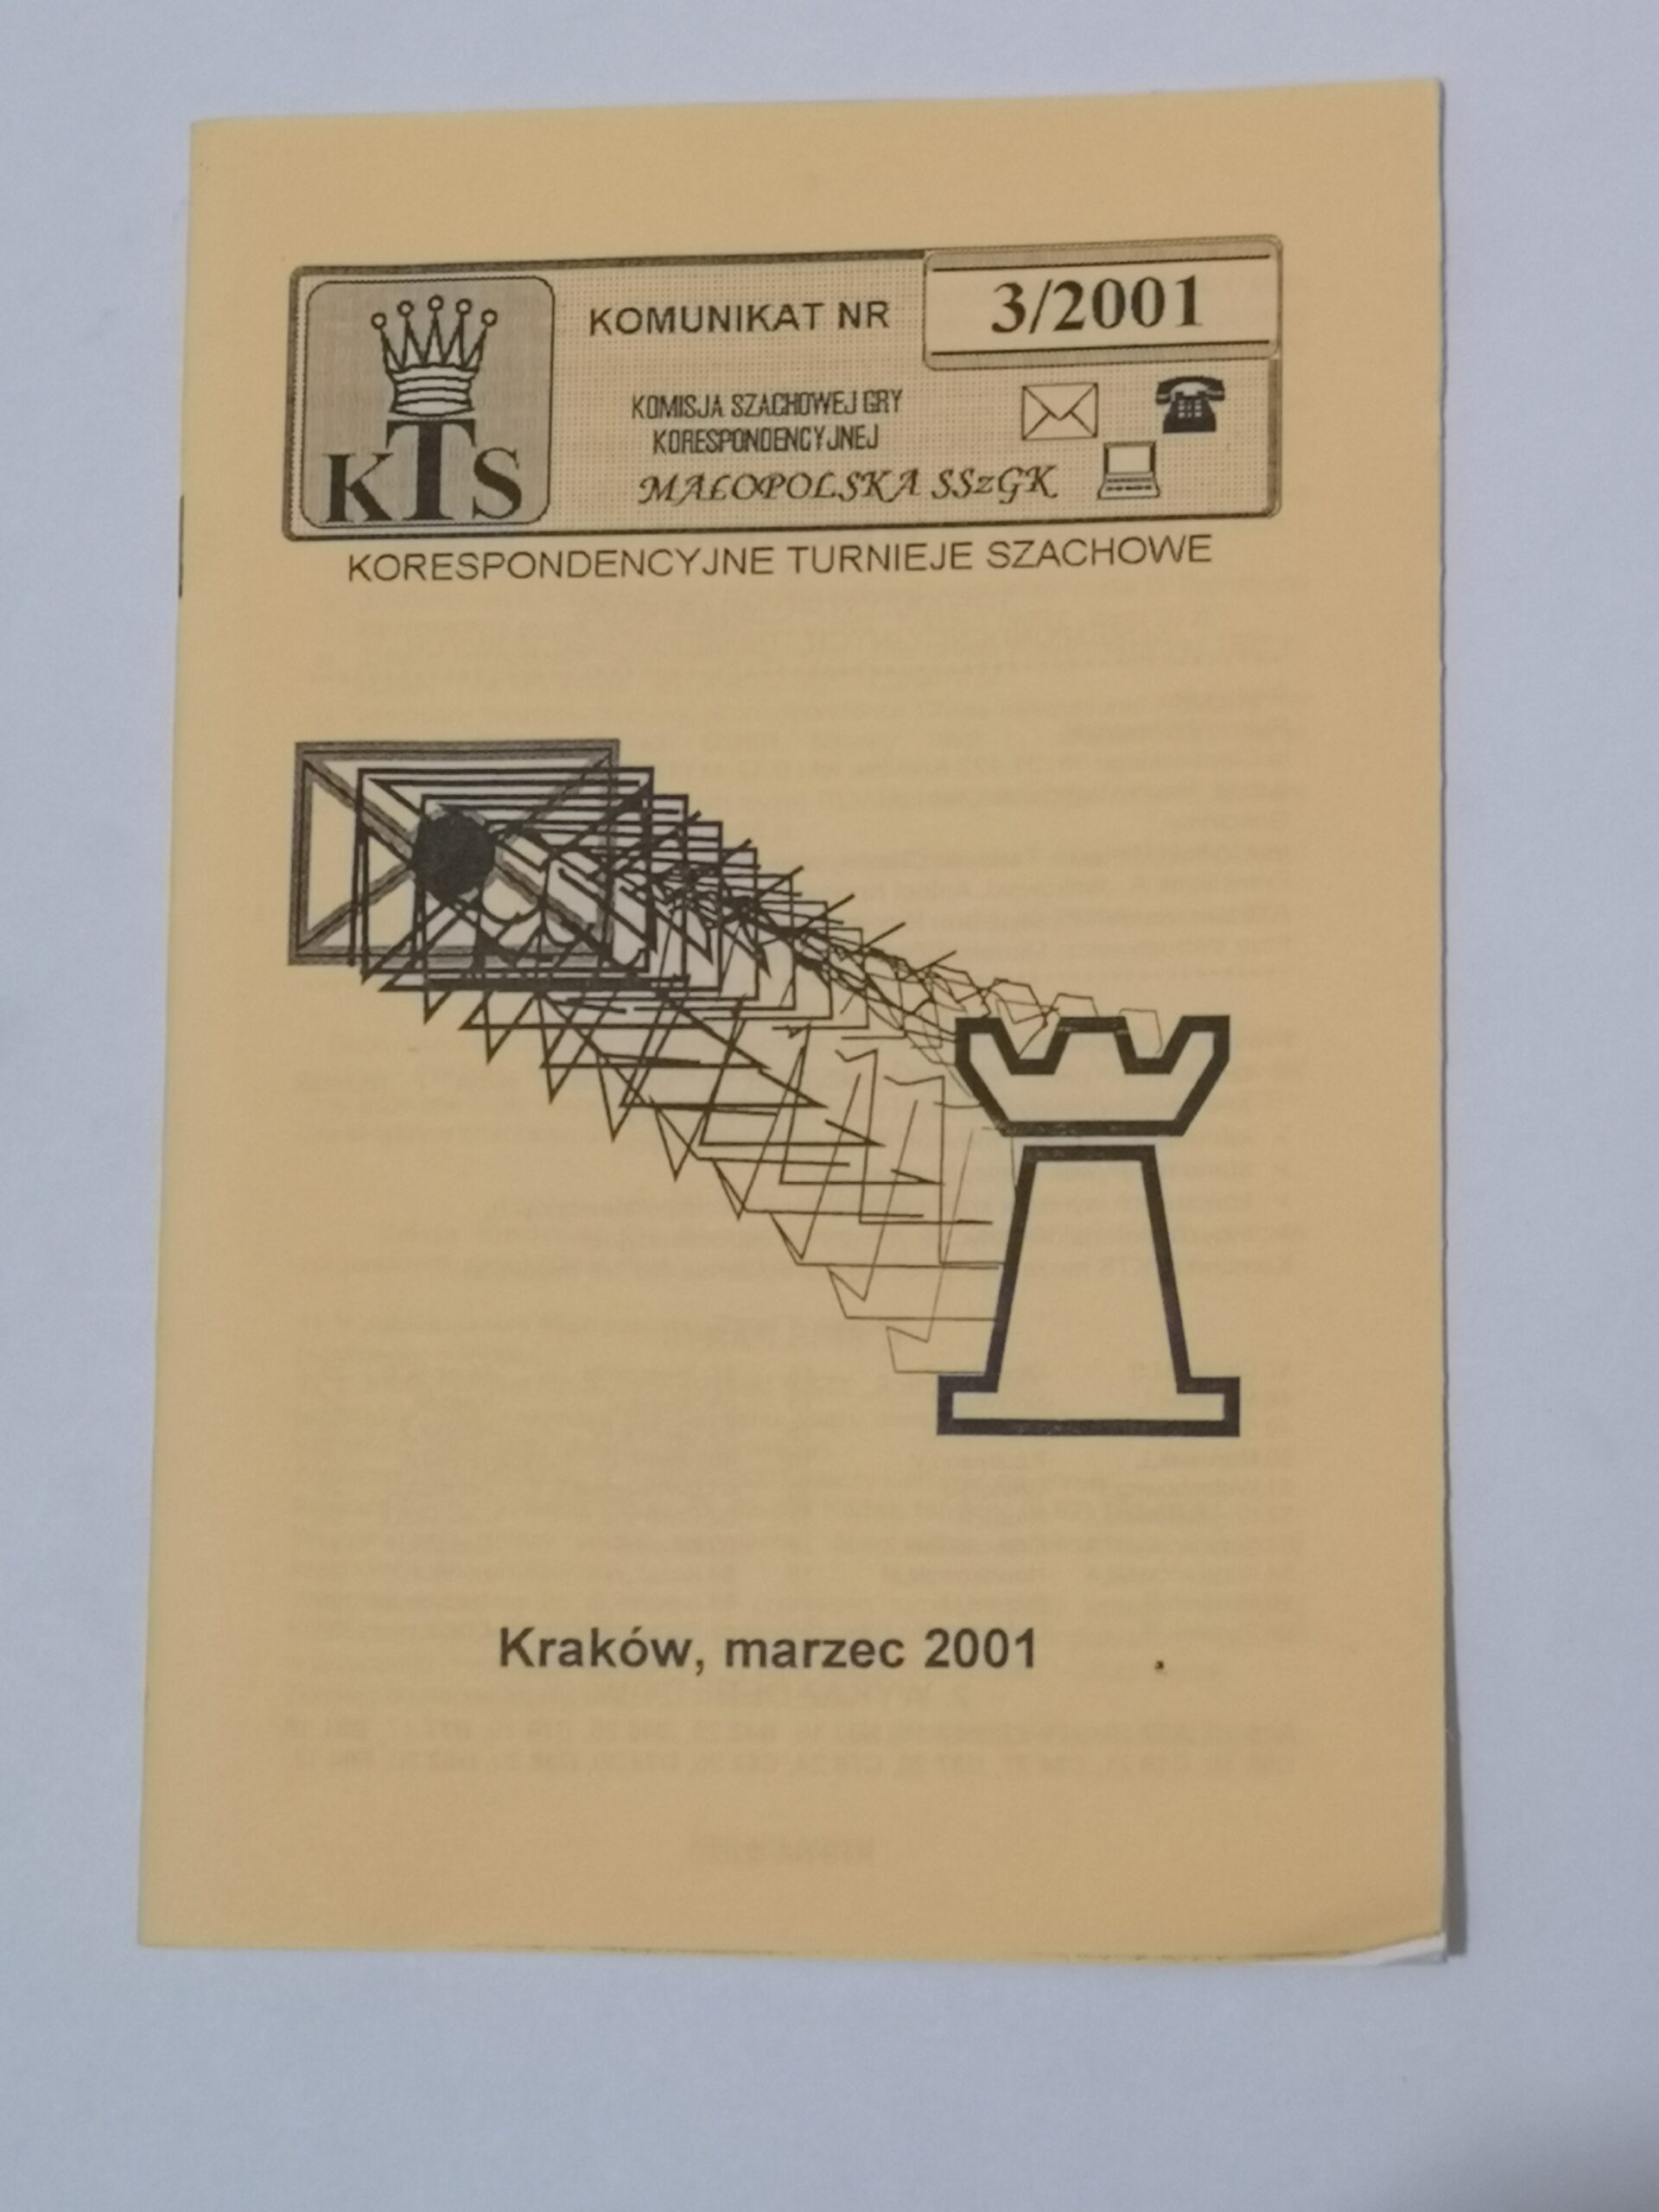 KOMUNIKAT NR
3/2001
KTS
KOMISJA SZACHOWEJ GRY
KORESPONDENCYJNEJ
MAŁOPOLSKA SSzGK
KORESPONDENCYJNE TURNIEJE SZACHOWE
Kraków, marzec 2001